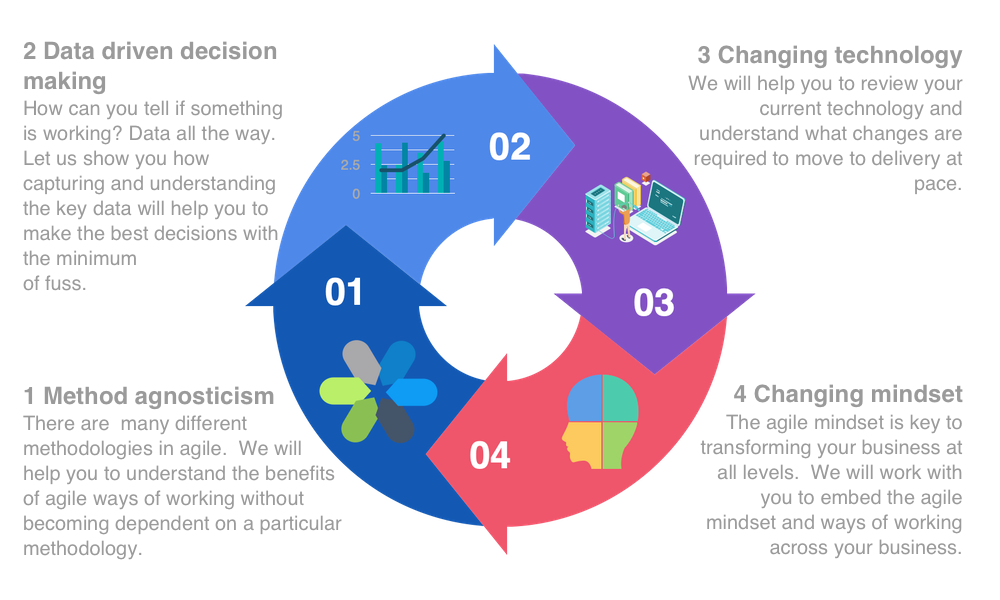 2 Data driven decision
making
How can you tell if something
is working? Data all the way.
Let us show you how
capturing and understanding
the key data will help you to
make the best decisions with
the minimum
of fuss.
3 Changing technology
We will help you to review your
current technology and
understand what changes are
required to move to delivery at
pace.
5
2.5
0
02
01
03
04
1 Method agnosticism
There are  many different
methodologies in agile.  We will
help you to understand the benefits
of agile ways of working without
becoming dependent on a particular
methodology.
4 Changing mindset
The agile mindset is key to
transforming your business at
all levels.  We will work with
you to embed the agile
mindset and ways of working
across your business.